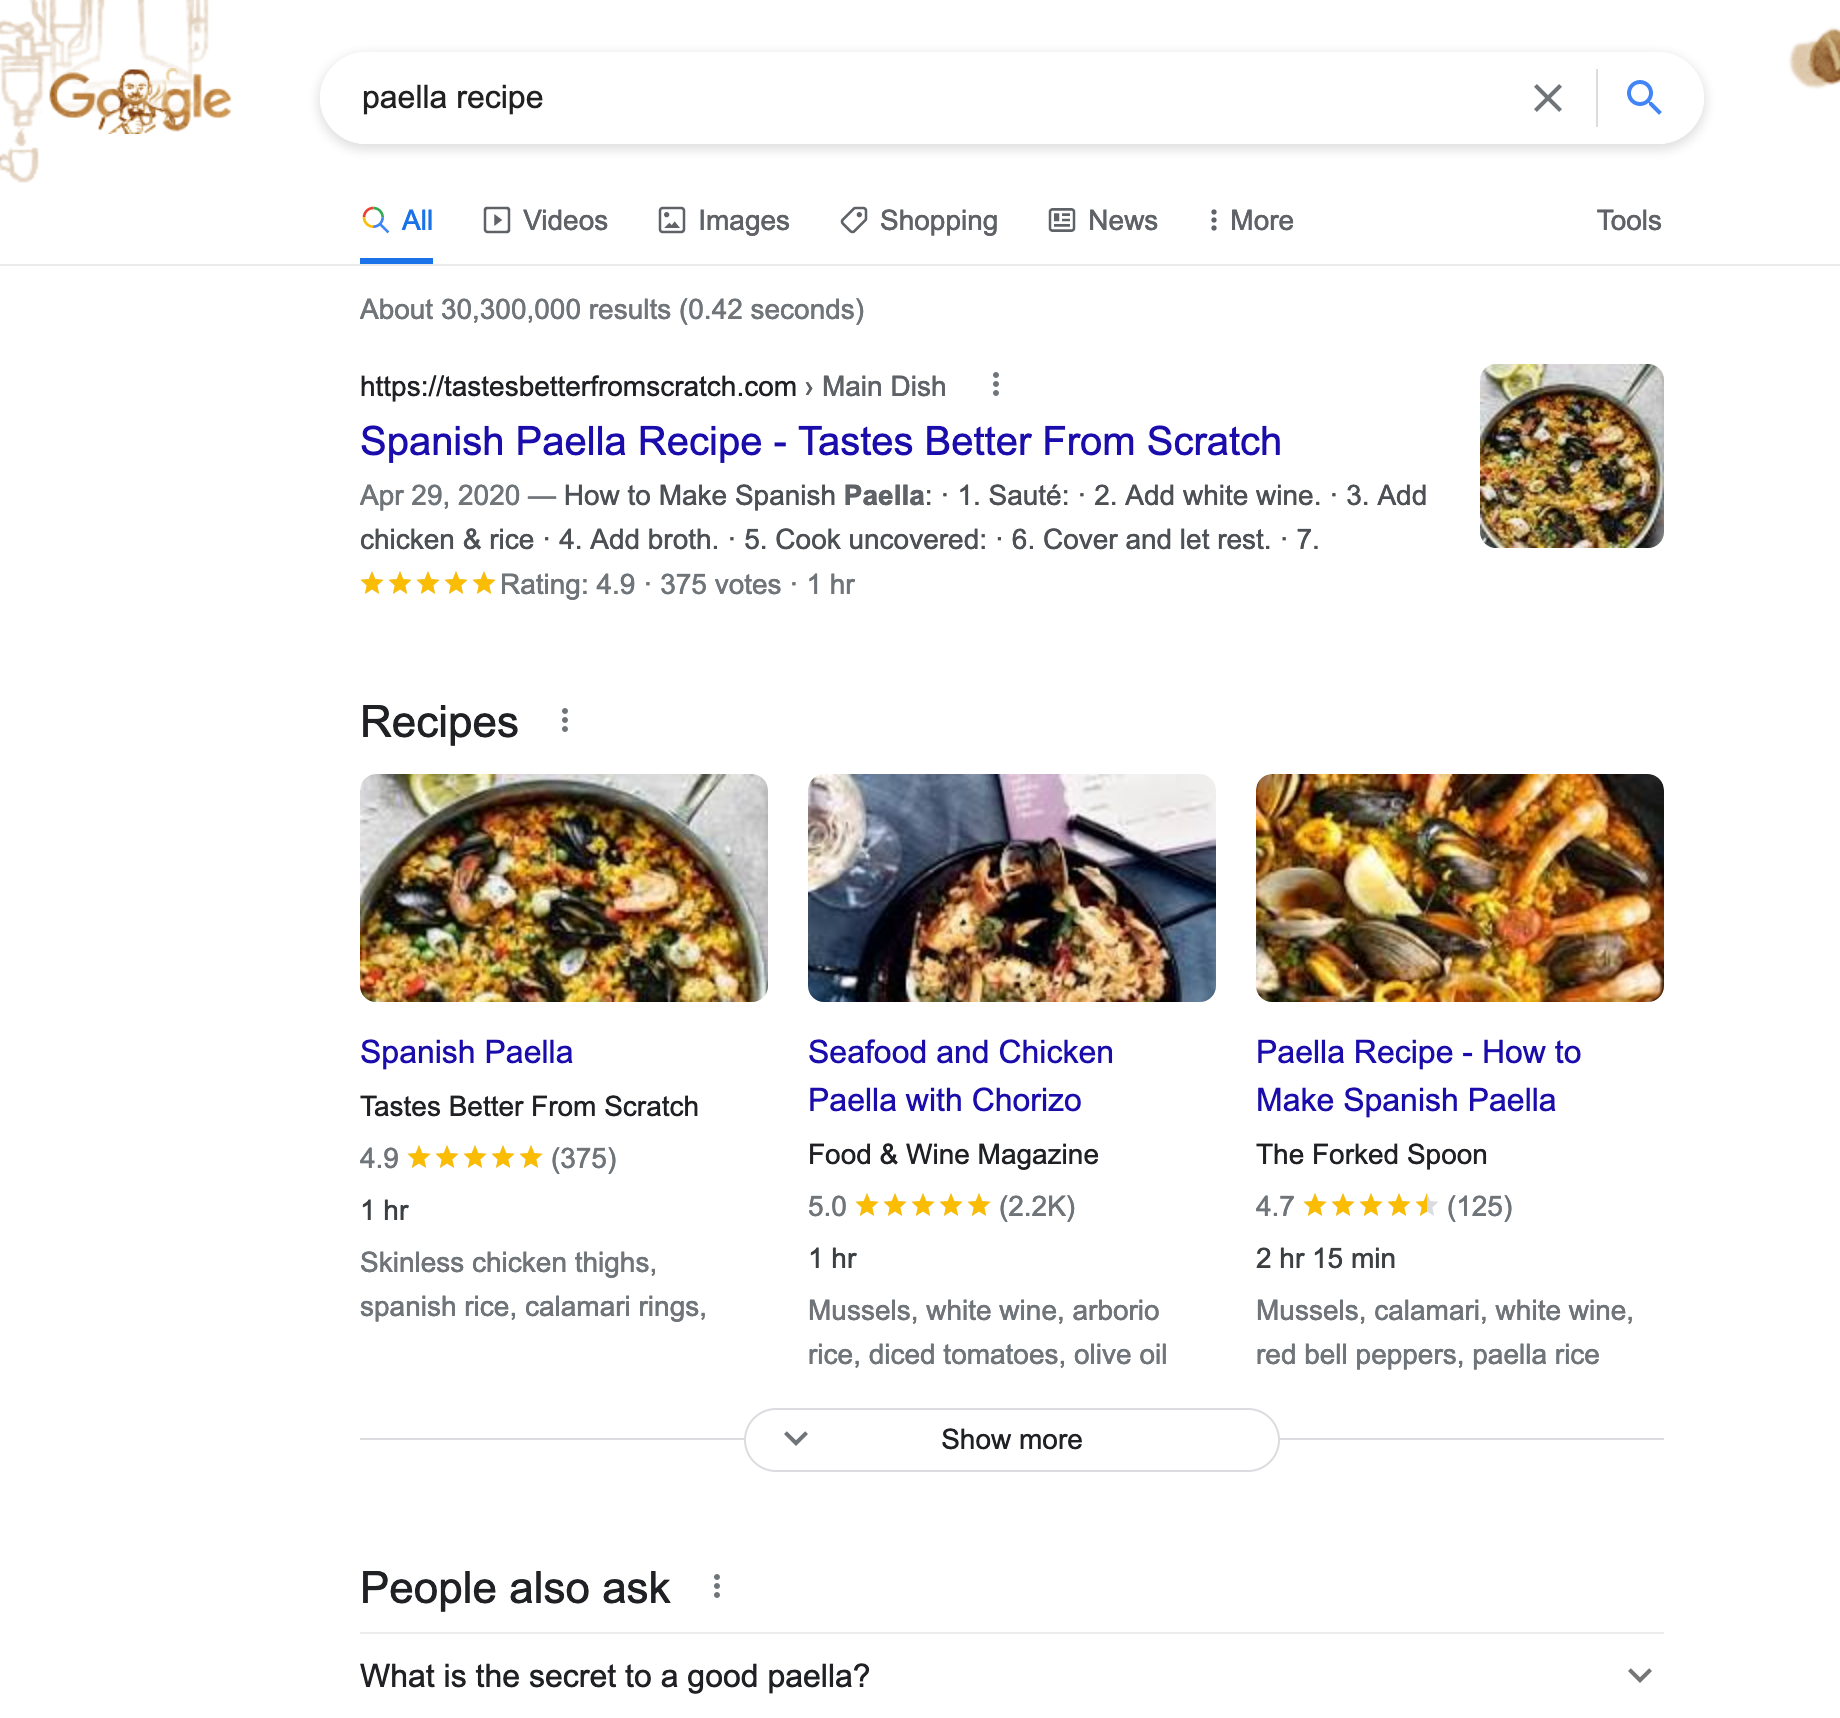 Google
paella recipe
All Videos Images Shopping News More Tools
About 30,300,000 results (0.42 seconds)
https://tastesbetterfromscratch.com › Main Dish
Spanish Paella Recipe - Tastes Better From Scratch
Apr 29, 2020 — How to Make Spanish Paella: · 1. Sauté: · 2. Add white wine. · 3. Add
chicken & rice · 4. Add broth. · 5. Cook uncovered: · 6. Cover and let rest. · 7.
Rating: 4.9 · 375 votes · 1 hr
Recipes
Spanish Paella
Tastes Better From Scratch
4.9 (375)
1 hr
Skinless chicken thighs,
spanish rice, calamari rings,
Seafood and Chicken
Paella with Chorizo
Food & Wine Magazine
5.0 (2.2K)
1 hr
Mussels, white wine, arborio
rice, diced tomatoes, olive oil
Paella Recipe - How to
Make Spanish Paella
The Forked Spoon
4.7 (125)
2 hr 15 min
Mussels, calamari, white wine,
red bell peppers, paella rice
Show more
People also ask
What is the secret to a good paella?